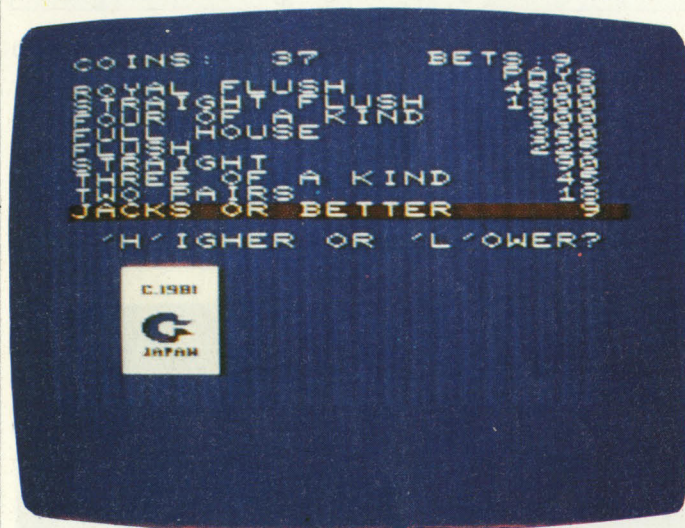 COINS: 37 BETS: 9
PAYS
ROYAL FLUSH
STRAIGHT FLUSH
FOUR OF A KIND
FULL HOUSE
FLUSH
STRAIGHT
THREE OF A KIND
TWO PAIRS
JACKS OR BETTER 9
'H'IGHER OR 'L'OWER?
C.1981
JAPAN